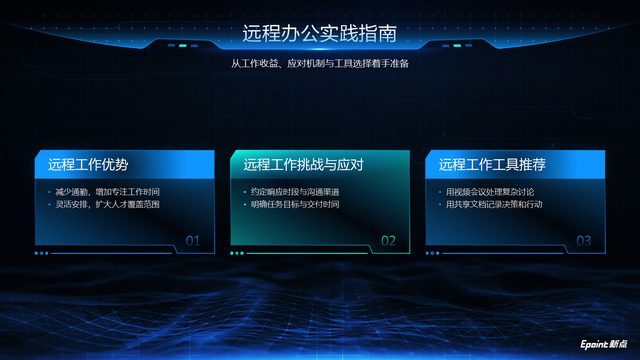 远程办公实践指南
从工作收益、应对机制与工具选择着手准备
远程工作优势
• 减少通勤，增加专注工作时间
• 灵活安排，扩大人才覆盖范围
01
远程工作挑战与应对
• 约定响应时段与沟通渠道
• 明确任务目标与交付时间
02
远程工作工具推荐
• 用视频会议处理复杂讨论
• 用共享文档记录决策和行动
03
Epoint 新点